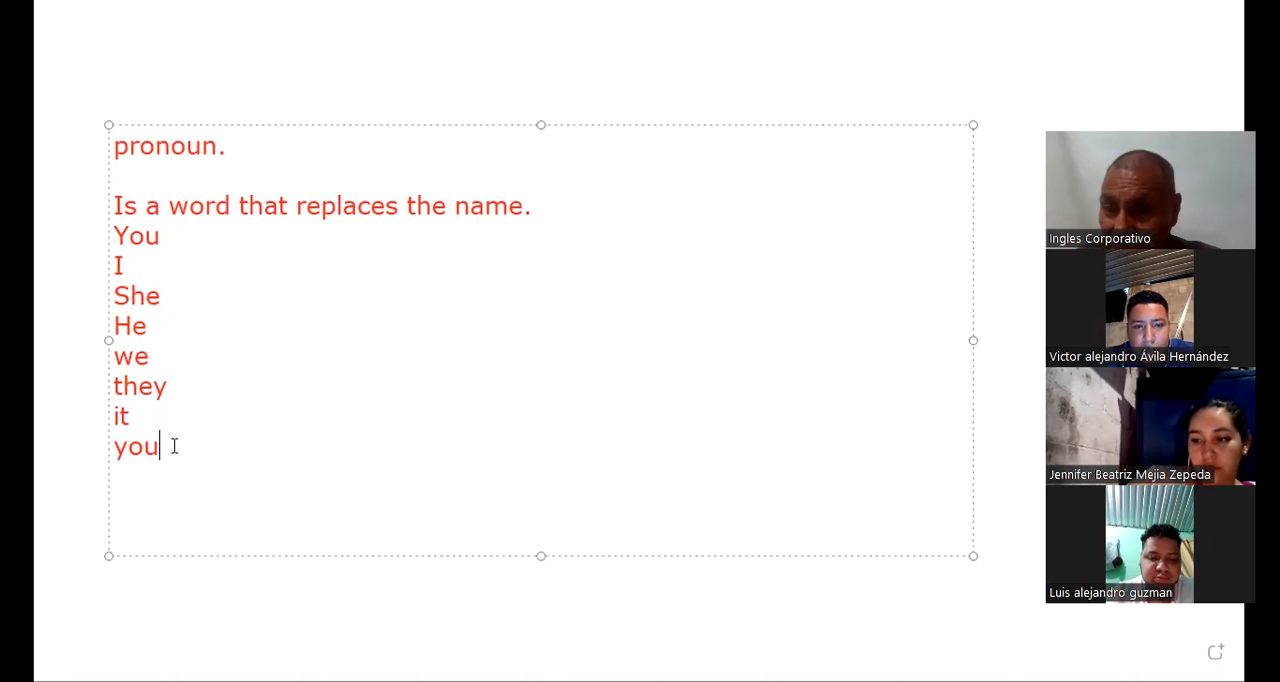 pronoun.
Is a word that replaces the name.
You
I
She
He
we
they
it
you
Ingles Corporativo
Victor alejandro Ávila Hernández
Jennifer Beatriz Mejia Zepeda
Luis alejandro guzman